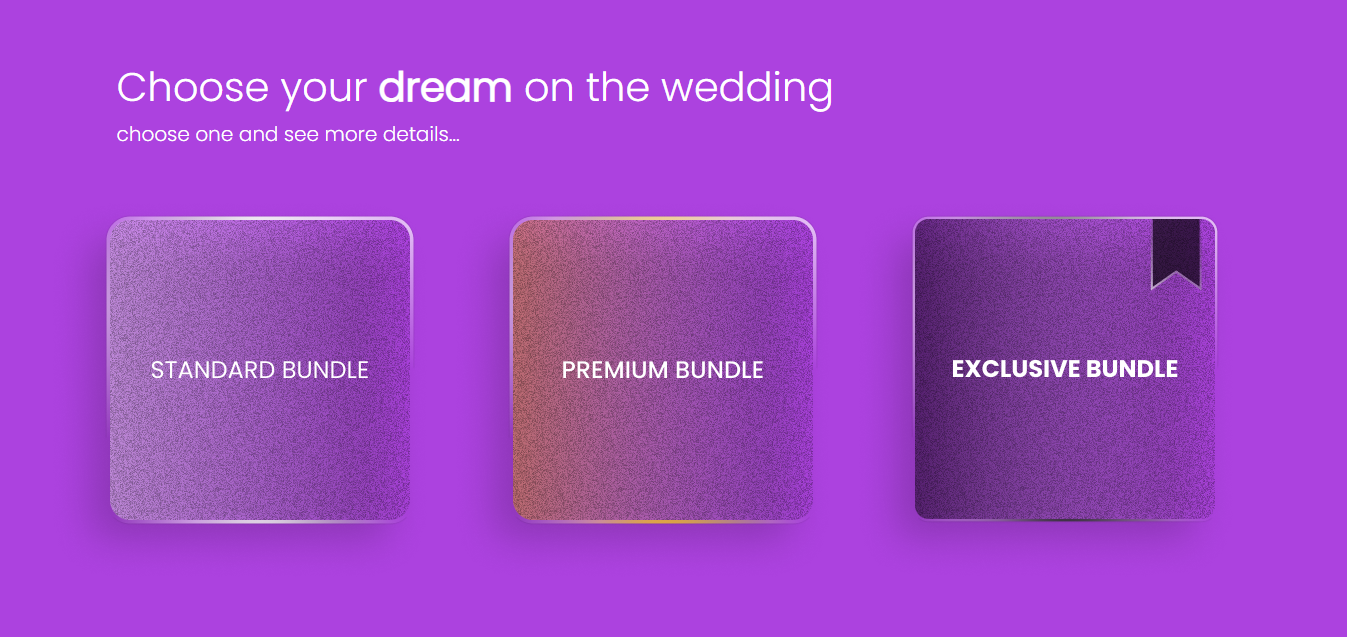 Choose your dream on the wedding
choose one and see more details...
STANDARD BUNDLE
PREMIUM BUNDLE
EXCLUSIVE BUNDLE